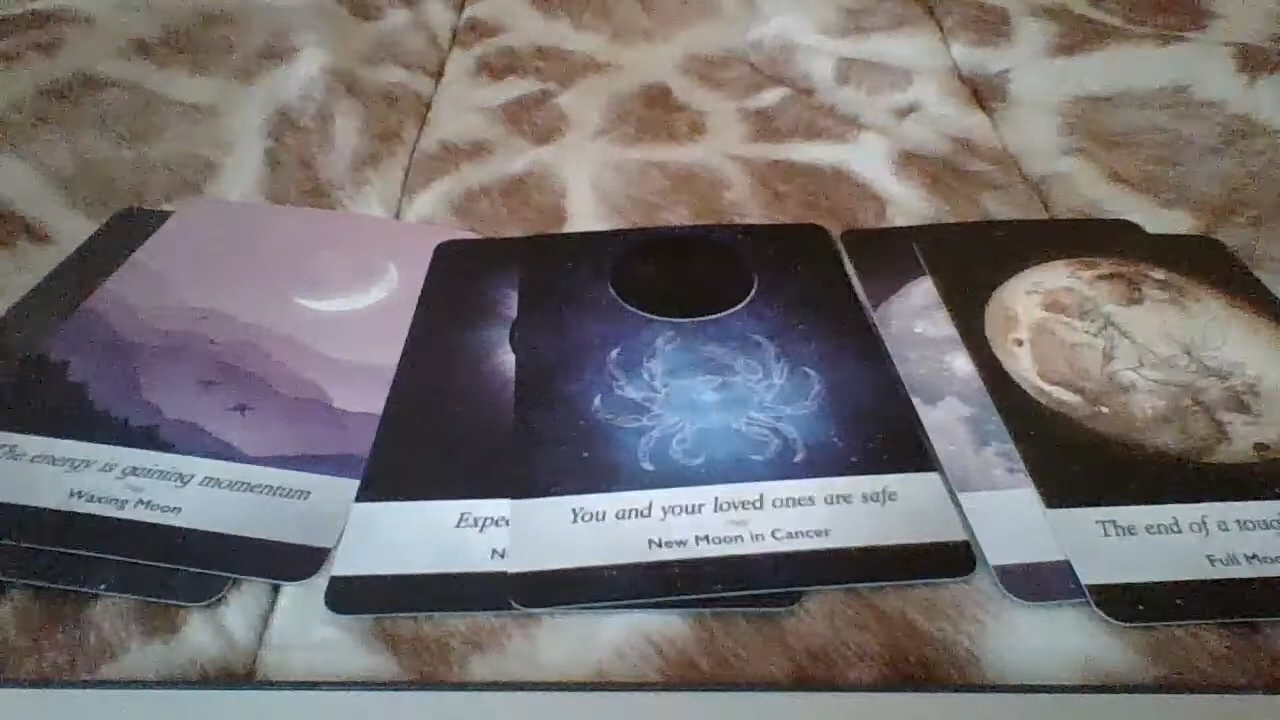 The energy is gaining momentum
Waxing Moon
Expec
N
You and your loved ones are safe
New Moon in Cancer
The end of a touc
Full Moo